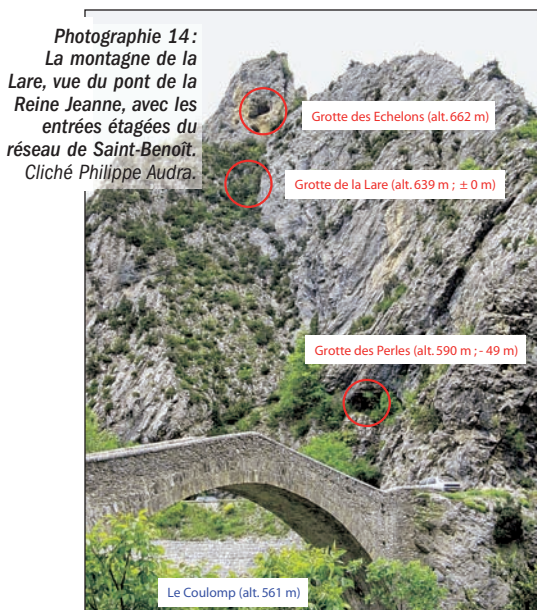 Photographie 14 :
La montagne de la
Lare, vue du pont de la
Reine Jeanne, avec les
entrées étagées du
réseau de Saint-Benoît.
Cliché Philippe Audra.
Grotte des Echelons (alt. 662 m)
Grotte de la Lare (alt. 639 m ; ± 0 m)
Grotte des Perles (alt. 590 m ; - 49 m)
Le Coulomp (alt. 561 m)